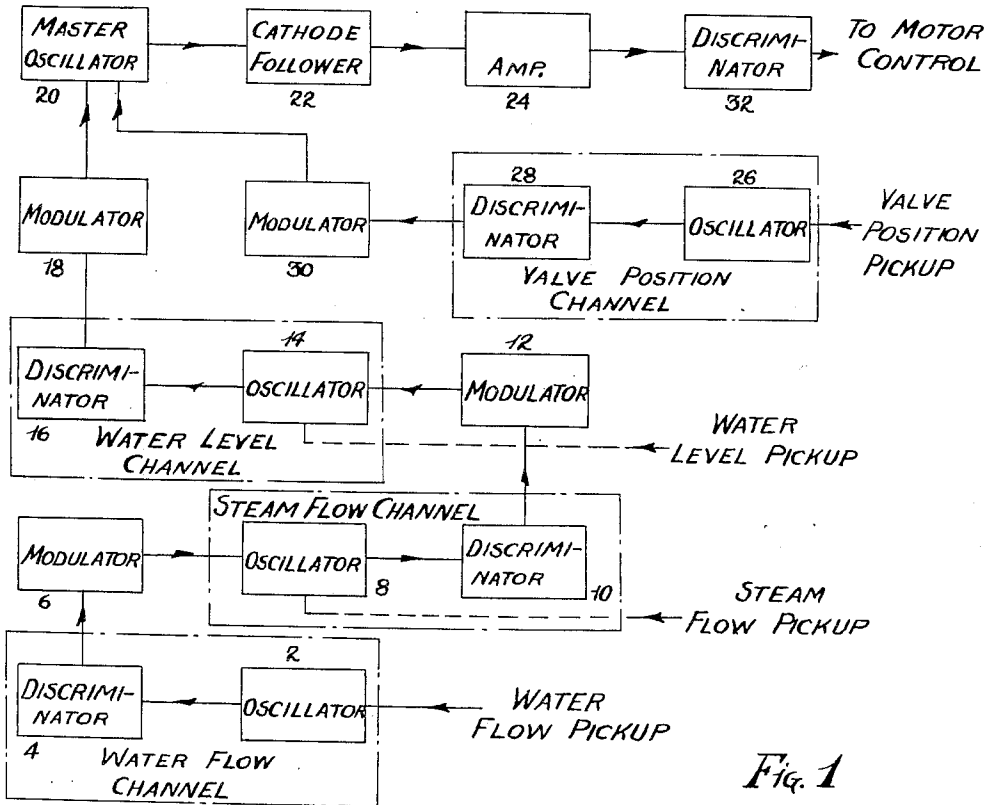 MASTER
OSCILLATOR
20
CATHODE
FOLLOWER
22
AMP.
24
DISCRIMI-
NATOR
32
TO MOTOR
CONTROL
MODULATOR
18
MODULATOR
30
28
DISCRIMI-
NATOR
26
OSCILLATOR
VALVE POSITION
CHANNEL
VALVE
POSITION
PICKUP
DISCRIMI-
NATOR
16
14
OSCILLATOR
WATER LEVEL
CHANNEL
12
MODULATOR
WATER
LEVEL PICKUP
MODULATOR
6
STEAM FLOW CHANNEL
OSCILLATOR
8
DISCRIMI-
NATOR
10
STEAM
FLOW PICKUP
DISCRIMI-
NATOR
4
2
OSCILLATOR
WATER FLOW
CHANNEL
WATER
FLOW PICKUP
Fig. 1